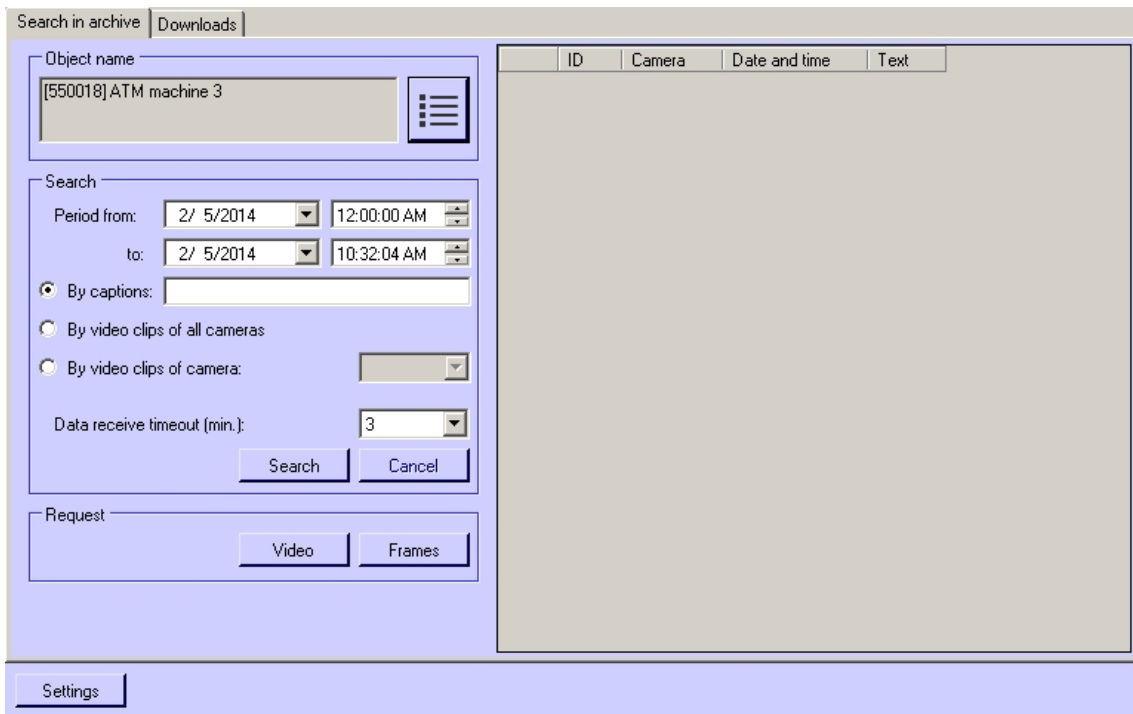 Search in archive Downloads
Object name
[550018] ATM machine 3
Search
Period from: 2/ 5/2014 12:00:00 AM
to: 2/ 5/2014 10:32:04 AM
By captions:
By video clips of all cameras
By video clips of camera:
Data receive timeout (min.): 3
Search Cancel
Request
Video Frames
ID Camera Date and time Text
Settings